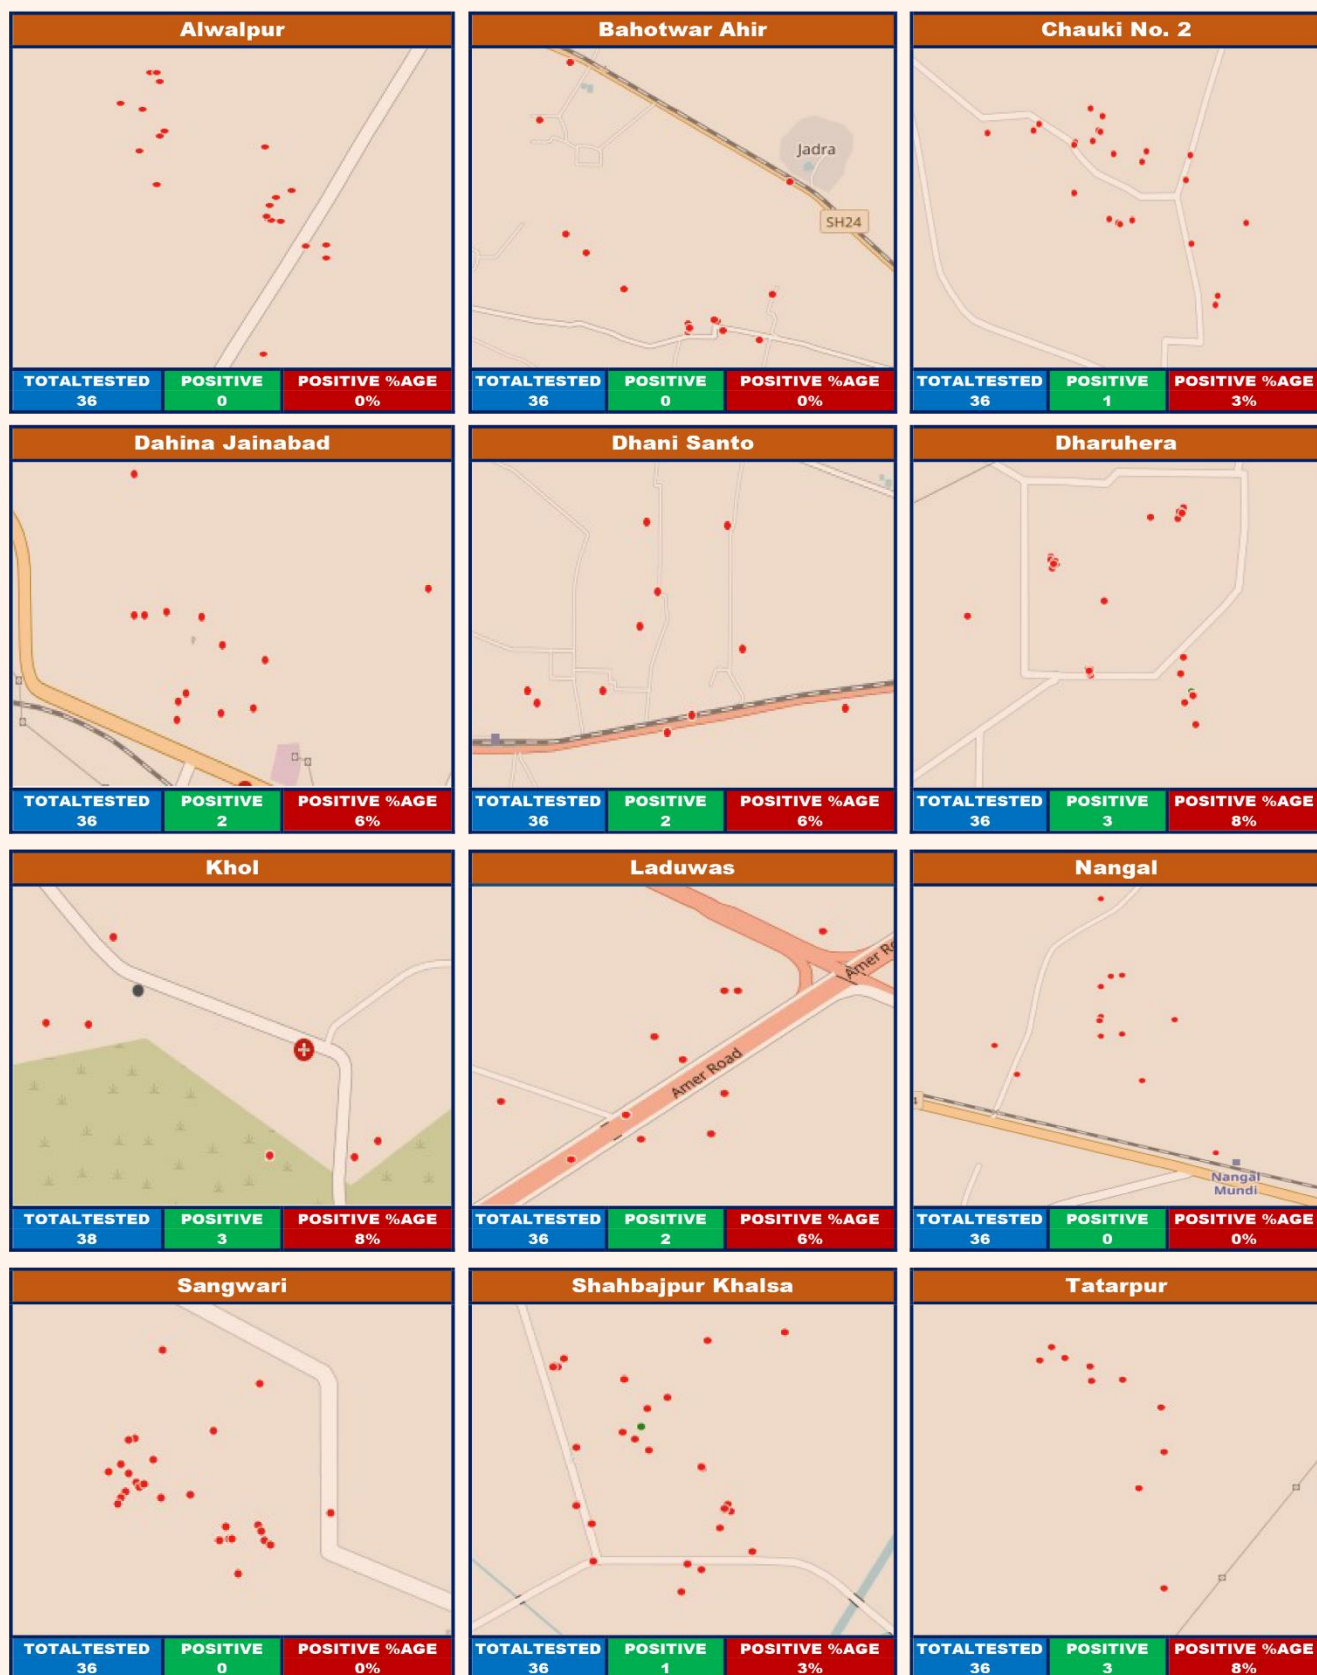 Alwalpur
TOTALTESTED POSITIVE POSITIVE %AGE
36 0 0%
Bahotwar Ahir
Jadra
SH24
TOTALTESTED POSITIVE POSITIVE %AGE
36 0 0%
Chauki No. 2
TOTALTESTED POSITIVE POSITIVE %AGE
36 1 3%
Dahina Jainabad
TOTALTESTED POSITIVE POSITIVE %AGE
36 2 6%
Dhani Santo
TOTALTESTED POSITIVE POSITIVE %AGE
36 2 6%
Dharuhera
TOTALTESTED POSITIVE POSITIVE %AGE
36 3 8%
Khol
TOTALTESTED POSITIVE POSITIVE %AGE
38 3 8%
Laduwas
Amer Ro
Amer Road
TOTALTESTED POSITIVE POSITIVE %AGE
36 2 6%
Nangal
4
Nangal
Mundi
TOTALTESTED POSITIVE POSITIVE %AGE
36 0 0%
Sangwari
TOTALTESTED POSITIVE POSITIVE %AGE
36 0 0%
Shahbajpur Khalsa
TOTALTESTED POSITIVE POSITIVE %AGE
36 1 3%
Tatarpur
TOTALTESTED POSITIVE POSITIVE %AGE
36 3 8%